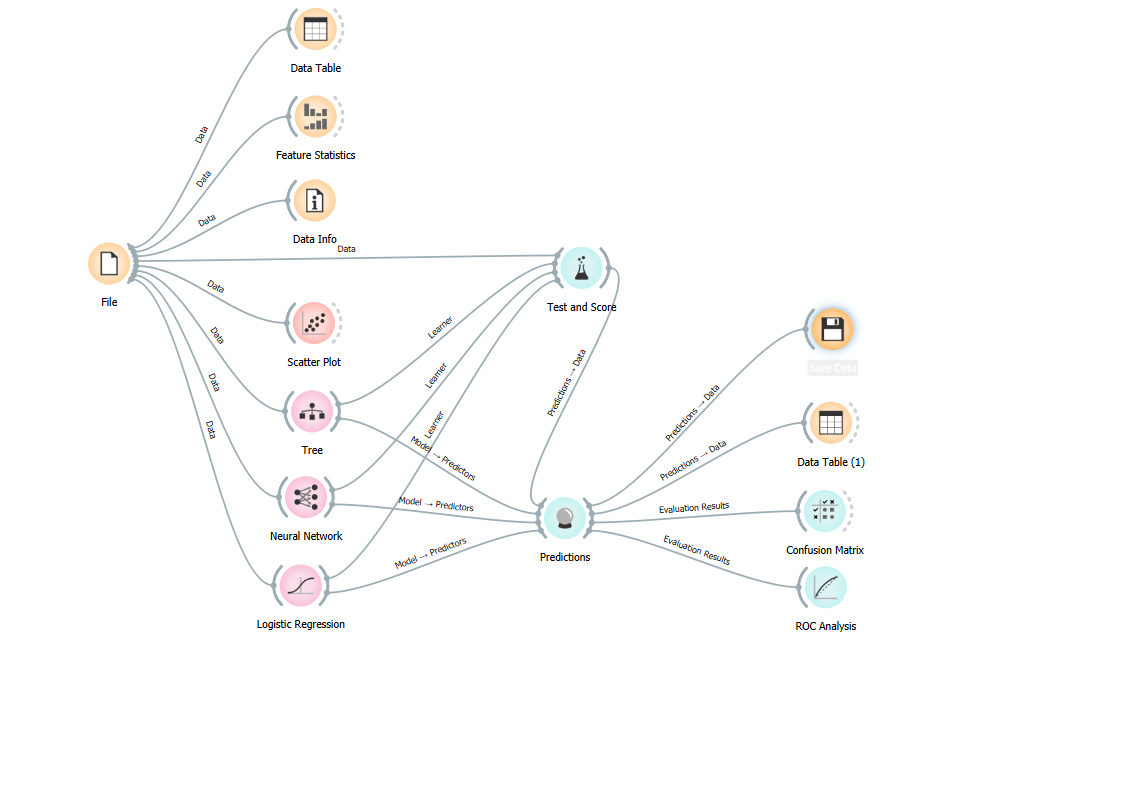 Data Table
Data
Feature Statistics
Data
Data
Data Info
Data
File
Test and Score
Data
Scatter Plot
Learner
Data
Learner
Predictions → Data
Save Data
Data
Tree
Learner
Model → Predictors
Predictions → Data
Data
Predictions → Data
Data Table (1)
Neural Network
Model → Predictors
Evaluation Results
Confusion Matrix
Model → Predictors
Predictions
Evaluation Results
Logistic Regression
ROC Analysis